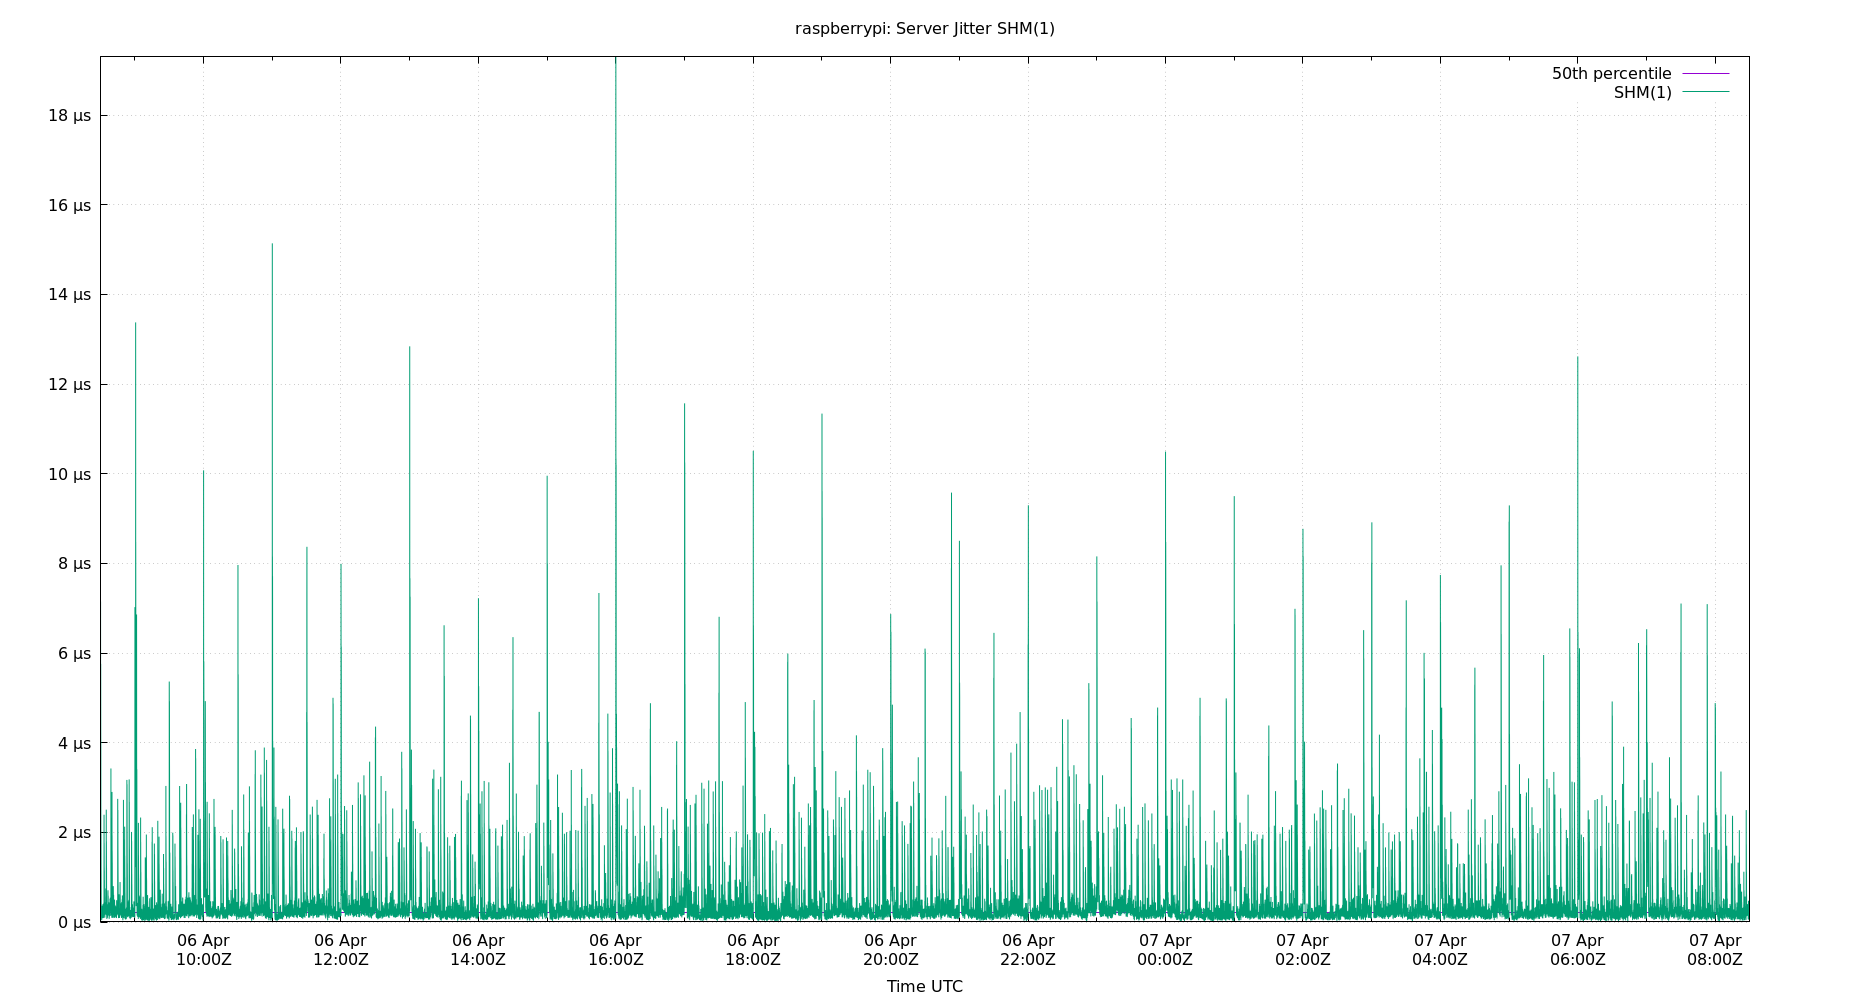 raspberrypi: Server Jitter SHM(1)
50th percentile
SHM(1)
18 µs
16 µs
14 µs
12 µs
10 µs
8 µs
6 µs
4 µs
2 µs
0 µs
06 Apr 06 Apr 06 Apr 06 Apr 06 Apr 06 Apr 06 Apr 07 Apr 07 Apr 07 Apr 07 Apr 07 Apr
10:00Z 12:00Z 14:00Z 16:00Z 18:00Z 20:00Z 22:00Z 00:00Z 02:00Z 04:00Z 06:00Z 08:00Z
Time UTC